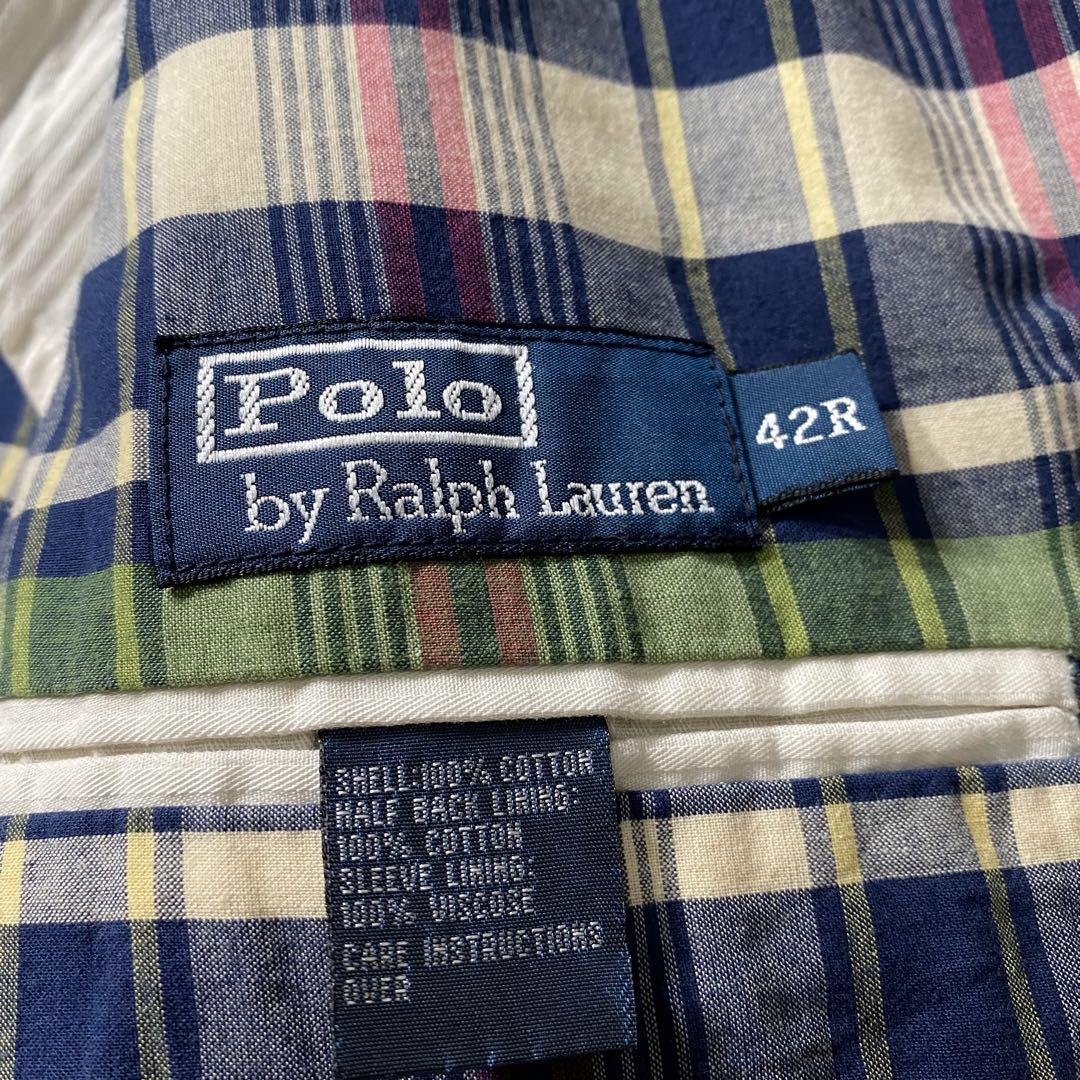 Polo
by Ralph Lauren
42R
SHELL:100% COTTON
HALF BACK LINING:
100% COTTON
SLEEVE LINING:
100% VISCOSE
CARE INSTRUCTIONS
OVER